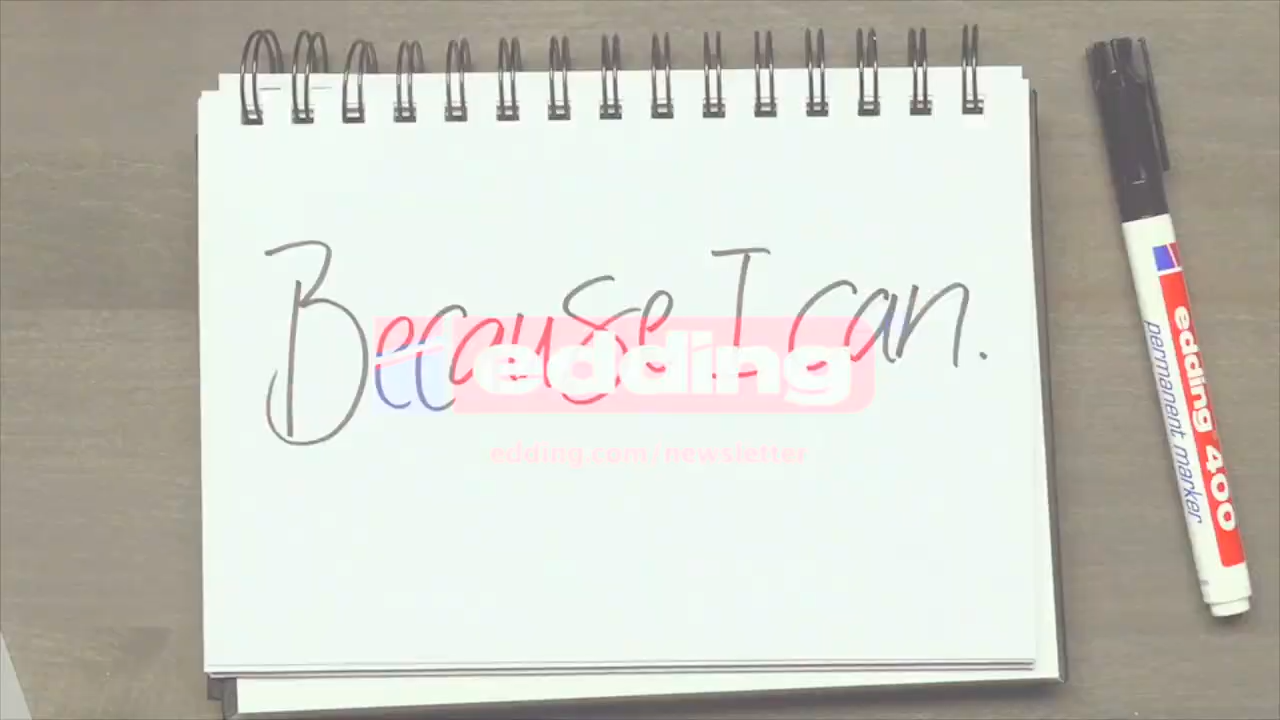 Because I can.
edding
edding.com/newsletter
edding 400
permanent marker